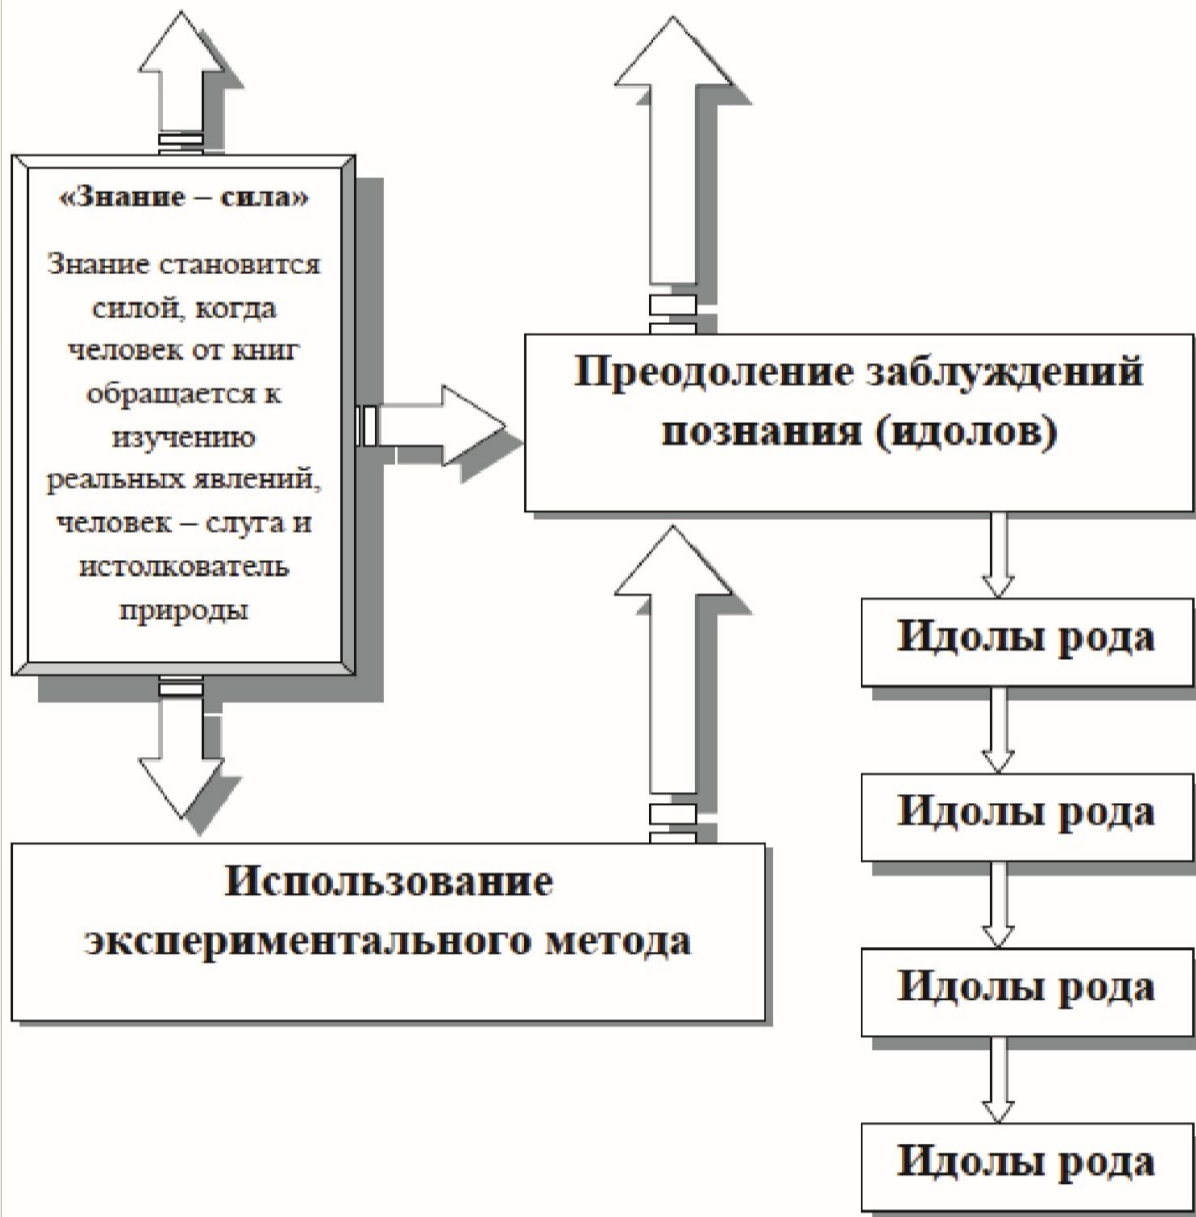 «Знание – сила»
Знание становится
силой, когда
человек от книг
обращается к
изучению
реальных явлений,
человек – слуга и
истолкователь
природы
Преодоление заблуждений
познания (идолов)
Идолы рода
Идолы рода
Идолы рода
Идолы рода
Использование
экспериментального метода